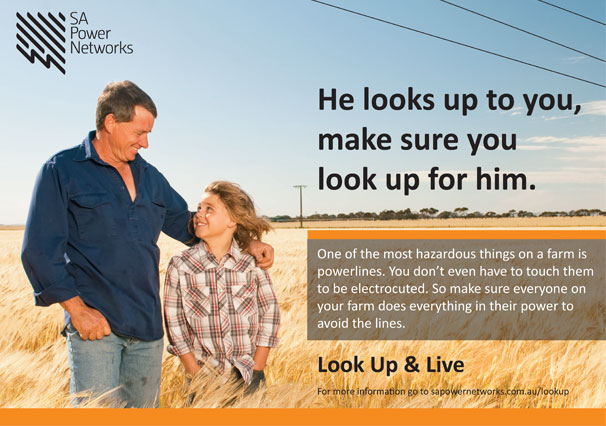 SA
Power
Networks
He looks up to you,
make sure you
look up for him.
One of the most hazardous things on a farm is
powerlines. You don't even have to touch them
to be electrocuted. So make sure everyone on
your farm does everything in their power to
avoid the lines.
Look Up & Live
For more information go to sapowernetworks.com.au/lookup